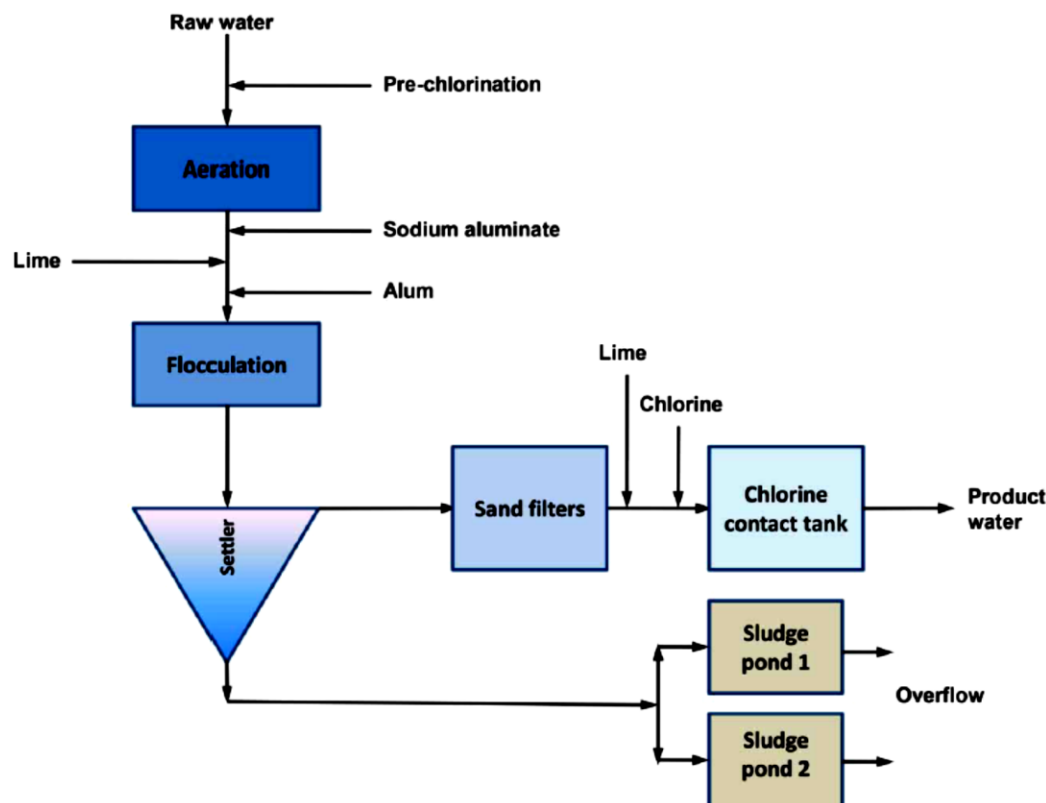 Raw water
Pre-chlorination
Aeration
Sodium aluminate
Lime
Alum
Flocculation
Lime
Chlorine
Settler
Sand filters
Chlorine
contact tank
Product
water
Sludge
pond 1
Overflow
Sludge
pond 2